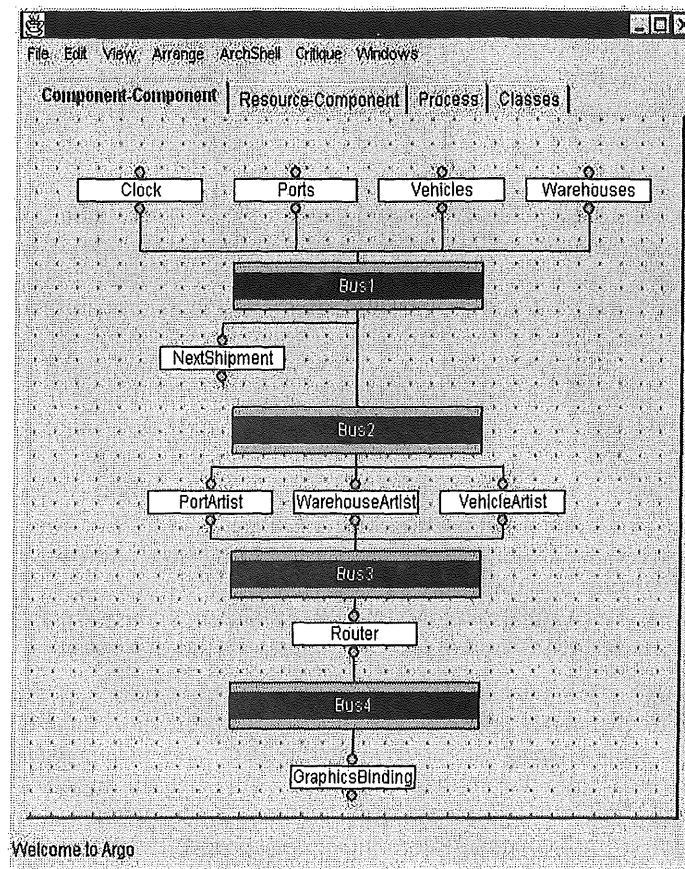 File Edit View Arrange ArchShell Critique Windows
Component-Component Resource-Component Process Classes
Clock Ports Vehicles Warehouses
Bus1
NextShipment
Bus2
PortArtist WarehouseArtist VehicleArtist
Bus3
Router
Bus4
GraphicsBinding
Welcome to Argo